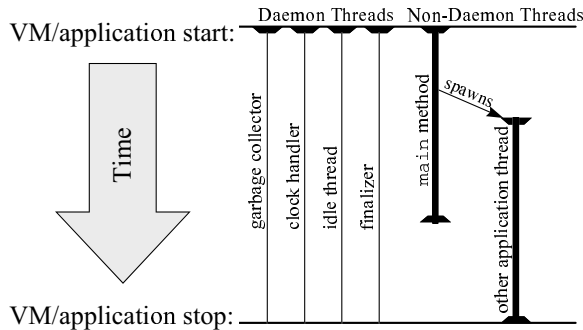 Daemon Threads
Non-Daemon Threads
VM/application start:
Time
garbage collector
clock handler
idle thread
finalizer
main method
spawns
other application thread
VM/application stop: